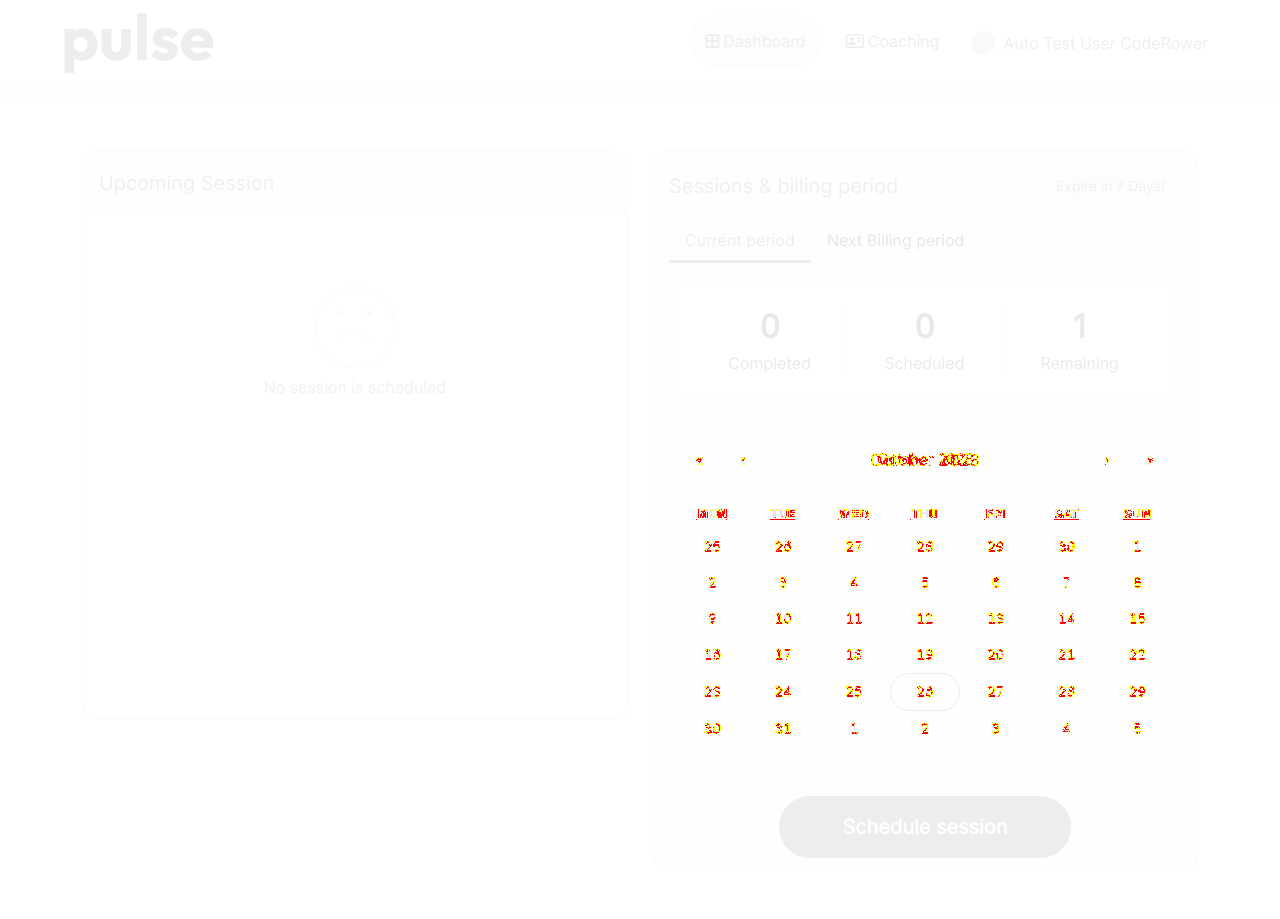 pulse
Dashboard
Coaching
Auto Test User CodeRower
Upcoming Session
No session is scheduled
Sessions & billing period
Expire in 7 Days!
Current period
Next Billing period
0
0
1
Completed
Scheduled
Remaining
« ‹ October 2023 › »
MON TUE WED THU FRI SAT SUN
25 26 27 28 29 30 1
2 3 4 5 6 7 8
9 10 11 12 13 14 15
16 17 18 19 20 21 22
23 24 25 26 27 28 29
30 31 1 2 3 4 5
Schedule session